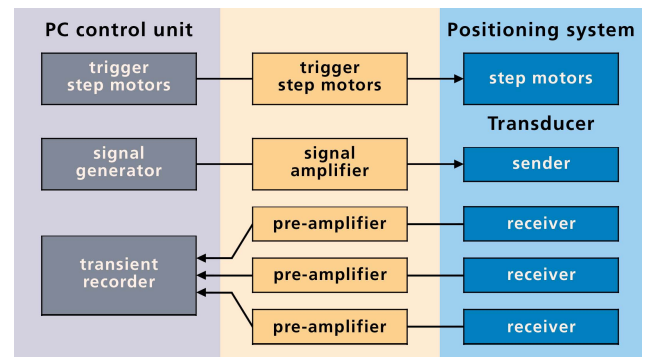 PC control unit
Positioning system
trigger
step motors
trigger
step motors
step motors
Transducer
signal
generator
signal
amplifier
sender
pre-amplifier
receiver
transient
recorder
pre-amplifier
receiver
pre-amplifier
receiver